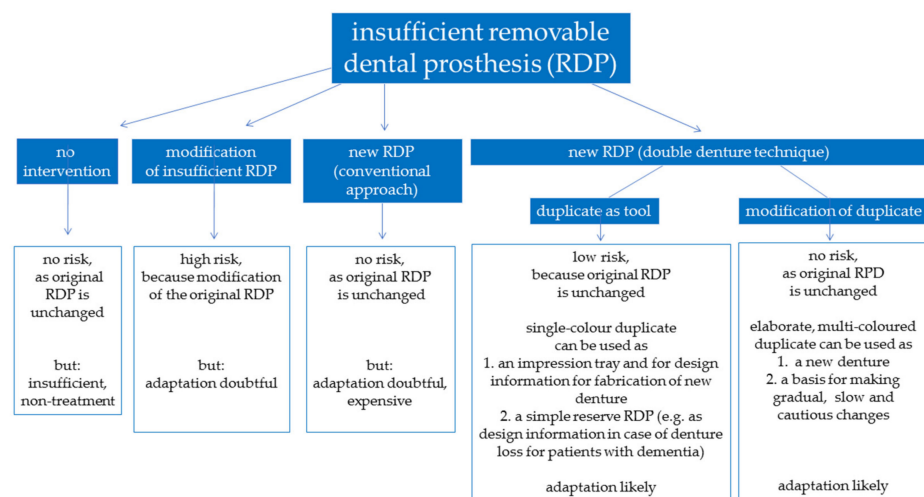 insufficient removable
dental prosthesis (RDP)
no
intervention
modification
of insufficient RDP
new RDP
(conventional
approach)
new RDP (double denture technique)
duplicate as tool
modification of duplicate
no risk,
as original
RDP is
unchanged
but:
insufficient,
non-treatment
high risk,
because modification
of the original RDP
but:
adaptation doubtful
no risk,
as original RDP
is unchanged
but:
adaptation doubtful,
expensive
low risk,
because original RDP
is unchanged
single-colour duplicate
can be used as
1. an impression tray and for design
information for fabrication of new
denture
2. a simple reserve RDP (e.g. as
design information in case of denture
loss for patients with dementia)
adaptation likely
no risk,
as original RPD
is unchanged
elaborate, multi-coloured
duplicate can be used as
1. a new denture
2. a basis for making
gradual, slow and
cautious changes
adaptation likely